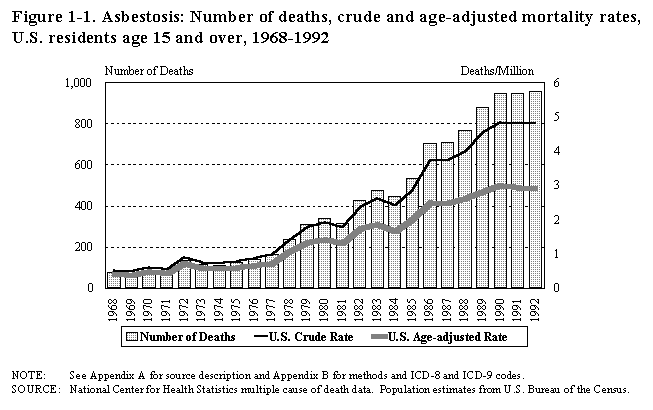 Figure 1-1. Asbestosis: Number of deaths, crude and age-adjusted mortality rates,
U.S. residents age 15 and over, 1968-1992
Number of Deaths
Deaths/Million
1,000
800
600
400
200
0
6
5
4
3
2
1
0
1968 1969 1970 1971 1972 1973 1974 1975 1976 1977 1978 1979 1980 1981 1982 1983 1984 1985 1986 1987 1988 1989 1990 1991 1992
Number of Deaths U.S. Crude Rate U.S. Age-adjusted Rate
NOTE: See Appendix A for source description and Appendix B for methods and ICD-8 and ICD-9 codes.
SOURCE: National Center for Health Statistics multiple cause of death data. Population estimates from U.S. Bureau of the Census.